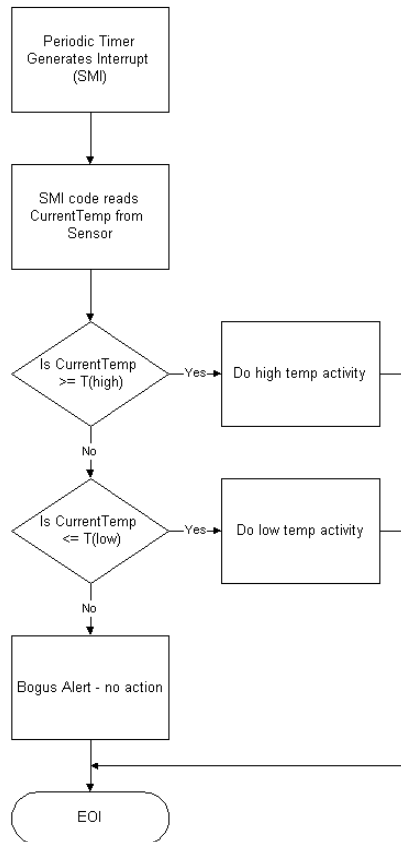 Periodic Timer
Generates Interrupt
(SMI)
SMI code reads
CurrentTemp from
Sensor
Is CurrentTemp
>= T(high)
Yes
Do high temp activity
No
Is CurrentTemp
<= T(low)
Yes
Do low temp activity
No
Bogus Alert - no action
EOI